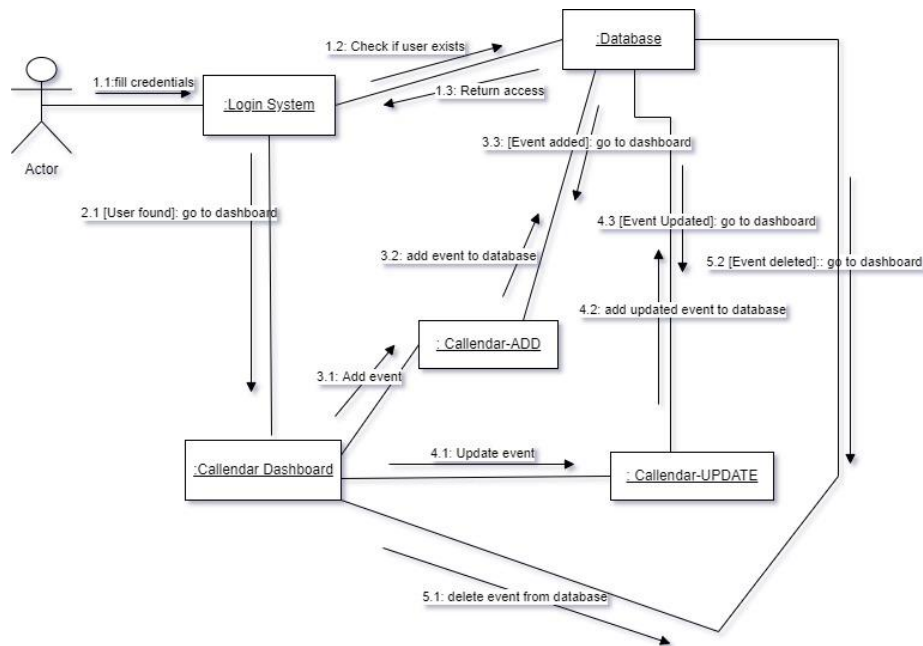 :Database
1.2: Check if user exists
1.1:fill credentials
1.3: Return access
:Login System
3.3: [Event added]: go to dashboard
Actor
2.1 [User found]: go to dashboard
4.3 [Event Updated]: go to dashboard
3.2: add event to database
5.2 [Event deleted]:: go to dashboard
4.2: add updated event to database
: Callendar-ADD
3.1: Add event
4.1: Update event
:Callendar Dashboard
: Callendar-UPDATE
5.1: delete event from database